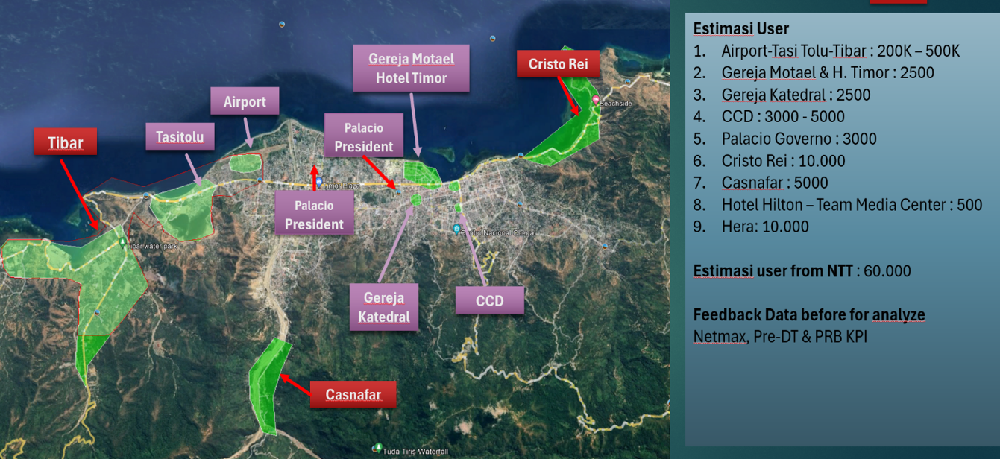 Gereja Motael
Hotel Timor
Cristo Rei
Beachside
Airport
Tasitolu
Palacio
President
Tibar
Timor Plaza
Palacio
President
Tibar water park
Gereja
Katedral
CCD
Casnafar
Tuda Tiris Waterfall
Estimasi User
1. Airport-Tasi Tolu-Tibar : 200K – 500K
2. Gereja Motael & H. Timor : 2500
3. Gereja Katedral : 2500
4. CCD : 3000 - 5000
5. Palacio Governo : 3000
6. Cristo Rei : 10.000
7. Casnafar : 5000
8. Hotel Hilton – Team Media Center : 500
9. Hera: 10.000
Estimasi user from NTT : 60.000
Feedback Data before for analyze
Netmax, Pre-DT & PRB KPI